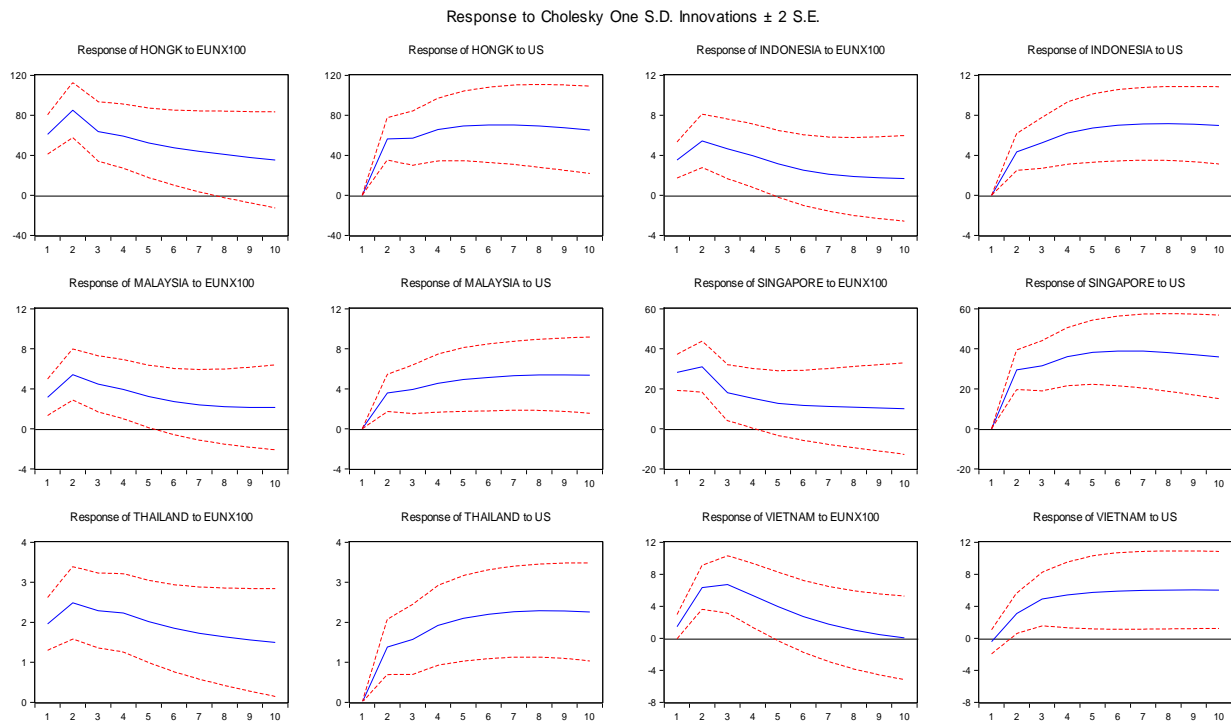 Response to Cholesky One S.D. Innovations ± 2 S.E.
Response of HONGK to EUNX100
120
80
40
0
-40
1 2 3 4 5 6 7 8 9 10
Response of HONGK to US
120
80
40
0
-40
1 2 3 4 5 6 7 8 9 10
Response of INDONESIA to EUNX100
12
8
4
0
-4
1 2 3 4 5 6 7 8 9 10
Response of INDONESIA to US
12
8
4
0
-4
1 2 3 4 5 6 7 8 9 10
Response of MALAYSIA to EUNX100
12
8
4
0
-4
1 2 3 4 5 6 7 8 9 10
Response of MALAYSIA to US
12
8
4
0
-4
1 2 3 4 5 6 7 8 9 10
Response of SINGAPORE to EUNX100
60
40
20
0
-20
1 2 3 4 5 6 7 8 9 10
Response of SINGAPORE to US
60
40
20
0
-20
1 2 3 4 5 6 7 8 9 10
Response of THAILAND to EUNX100
4
3
2
1
0
1 2 3 4 5 6 7 8 9 10
Response of THAILAND to US
4
3
2
1
0
1 2 3 4 5 6 7 8 9 10
Response of VIETNAM to EUNX100
12
8
4
0
-4
-8
1 2 3 4 5 6 7 8 9 10
Response of VIETNAM to US
12
8
4
0
-4
-8
1 2 3 4 5 6 7 8 9 10